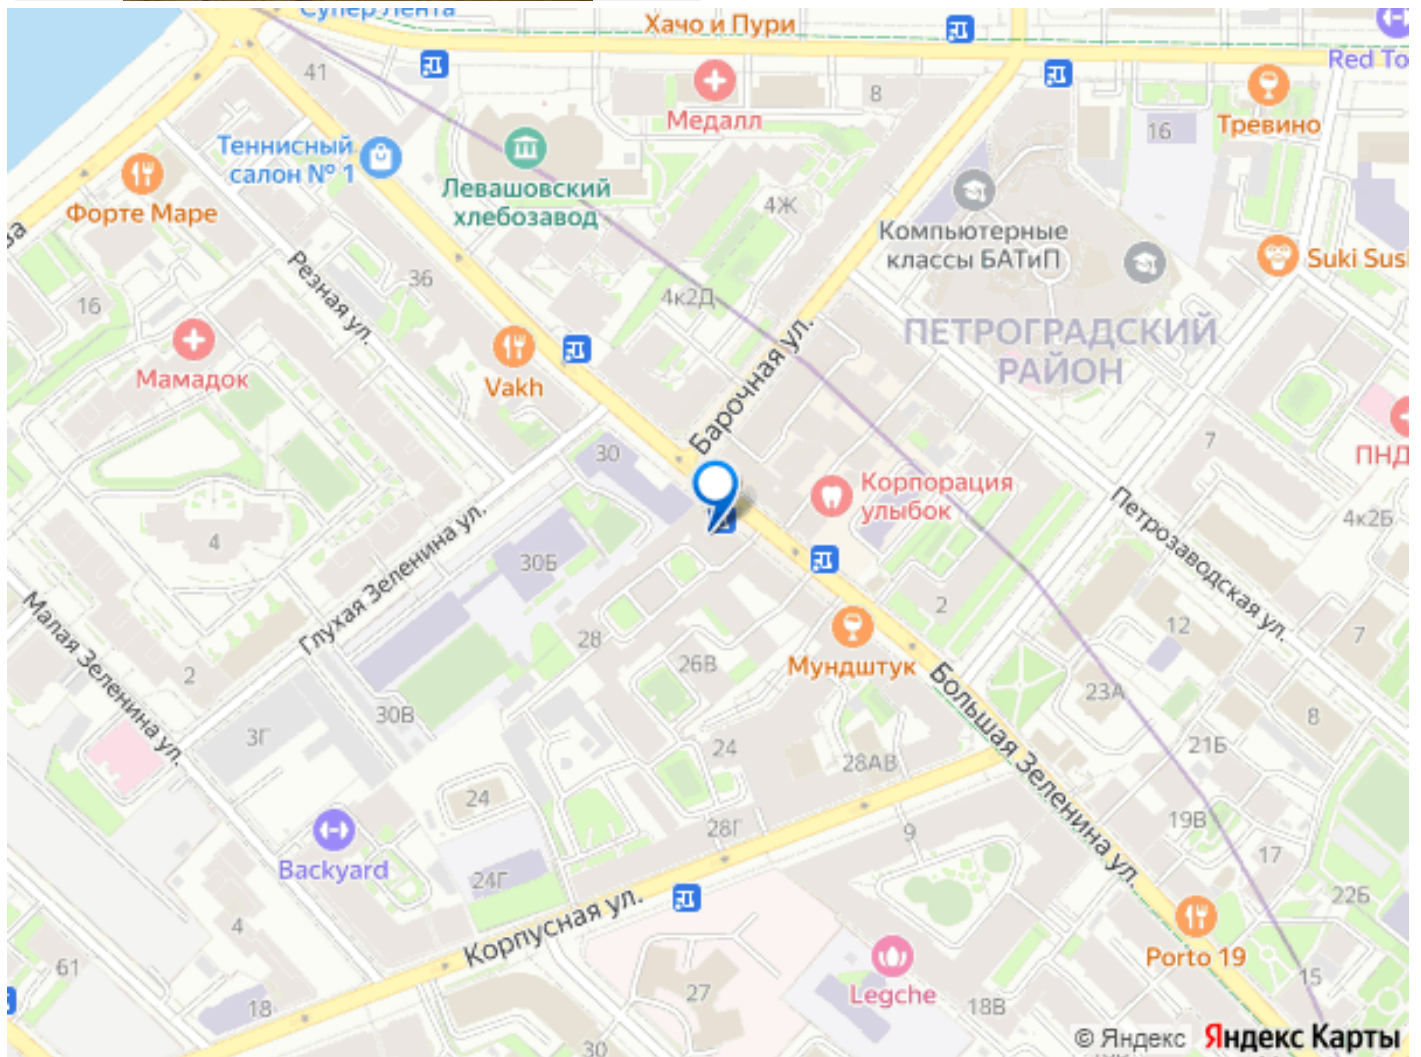 Супер Лента
Хачо и Пури
Red To
41
Медалл
8
16
Тревино
Теннисный
салон № 1
Левашовский
хлебозавод
4Ж
Форте Маре
Компьютерные
классы БАТиП
Suki Sus
Резная ул.
36
4к2Д
16
ПЕТРОГРАДСКИЙ
РАЙОН
Мамадок
Vakh
Барочная ул.
7
ПНД
30
Корпорация
улыбок
Петрозаводская ул.
4к2Б
4
30Б
Глухая Зеленина ул.
Малая Зеленина ул.
28
2
12
7
26В
Мундштук
2
23А
Большая Зеленина ул.
30В
8
3Г
24
28АВ
21Б
24
28Г
9
19В
17
Backyard
24Г
22Б
Корпусная ул.
4
Porto 19
61
15
18
27
Legche
18В
30
© Яндекс Яндекс Карты